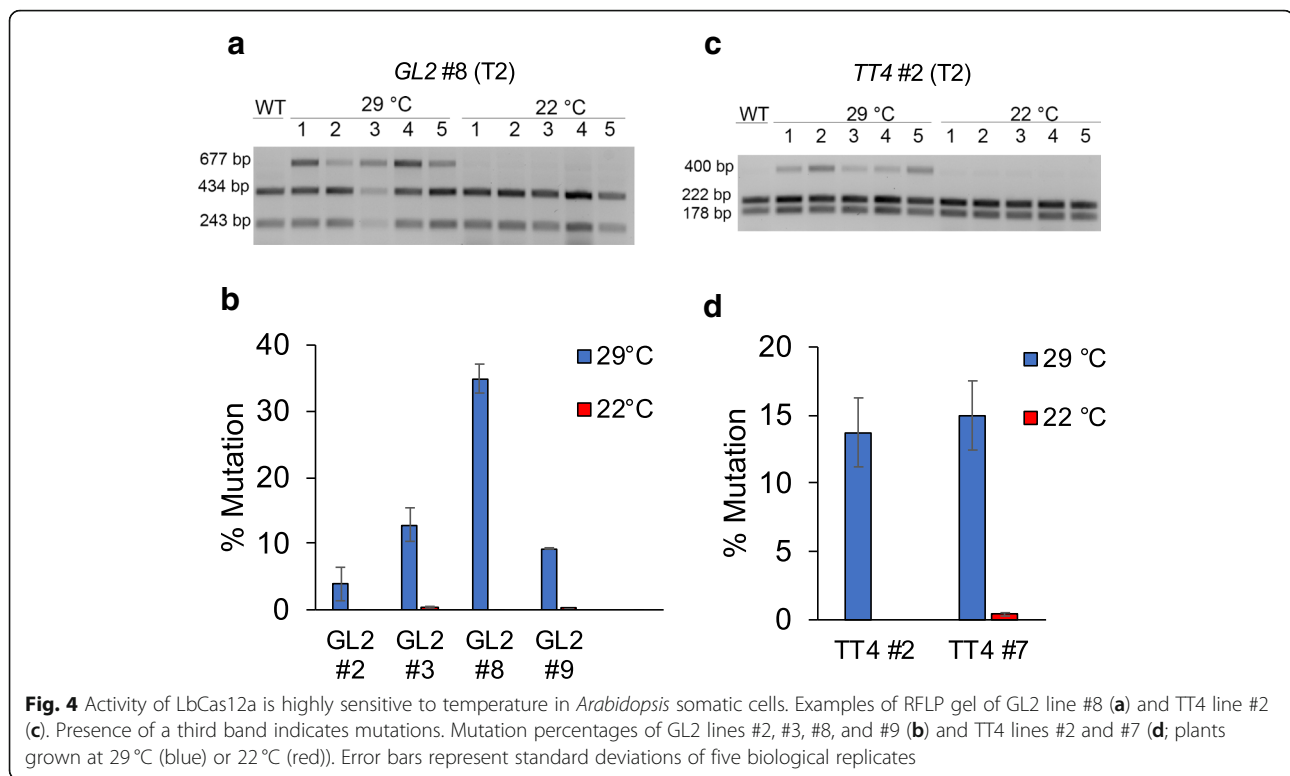 a
GL2 #8 (T2)
WT 29 °C 22 °C
1 2 3 4 5 1 2 3 4 5
677 bp
434 bp
243 bp
c
TT4 #2 (T2)
WT 29 °C 22 °C
1 2 3 4 5 1 2 3 4 5
400 bp
222 bp
178 bp
b
% Mutation
40
30
20
10
0
29°C
22°C
GL2 #2
GL2 #3
GL2 #8
GL2 #9
d
% Mutation
20
15
10
5
0
29 °C
22 °C
TT4 #2
TT4 #7
Fig. 4 Activity of LbCas12a is highly sensitive to temperature in Arabidopsis somatic cells. Examples of RFLP gel of GL2 line #8 (a) and TT4 line #2
(c). Presence of a third band indicates mutations. Mutation percentages of GL2 lines #2, #3, #8, and #9 (b) and TT4 lines #2 and #7 (d; plants
grown at 29 °C (blue) or 22 °C (red)). Error bars represent standard deviations of five biological replicates